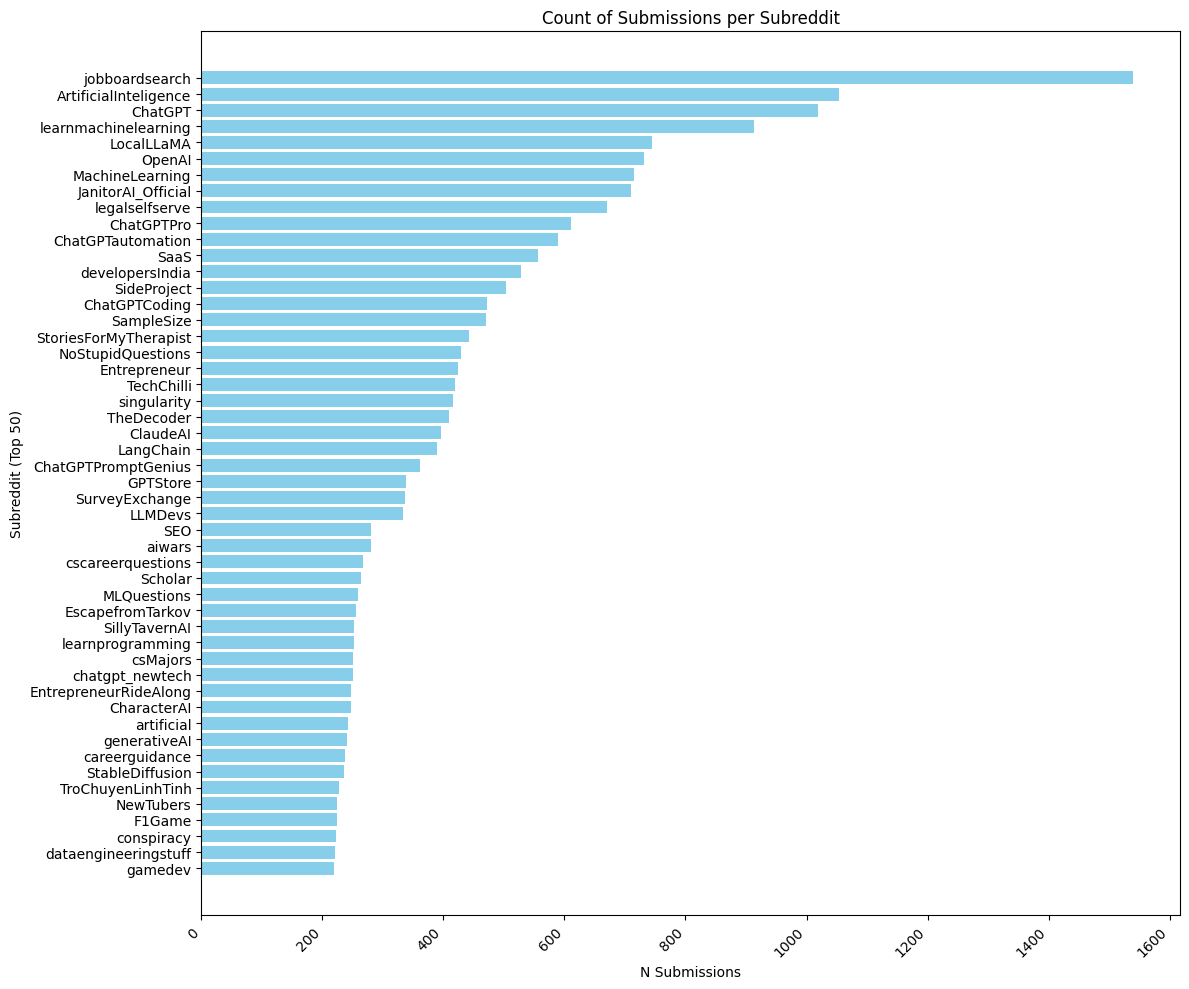 Count of Submissions per Subreddit
jobboardsearch
ArtificialInteligence
ChatGPT
learnmachinelearning
LocalLLaMA
OpenAI
MachineLearning
JanitorAI_Official
legalselfserve
ChatGPTPro
ChatGPTautomation
SaaS
developersIndia
SideProject
ChatGPTCoding
SampleSize
StoriesForMyTherapist
NoStupidQuestions
Entrepreneur
TechChilli
singularity
TheDecoder
ClaudeAI
LangChain
ChatGPTPromptGenius
GPTStore
SurveyExchange
LLMDevs
SEO
aiwars
cscareerquestions
Scholar
MLQuestions
EscapefromTarkov
SillyTavernAI
learnprogramming
csMajors
chatgpt_newtech
EntrepreneurRideAlong
CharacterAI
artificial
generativeAI
careerguidance
StableDiffusion
TroChuyenLinhTinh
NewTubers
F1Game
conspiracy
dataengineeringstuff
gamedev
Subreddit (Top 50)
0 200 400 600 800 1000 1200 1400 1600
N Submissions